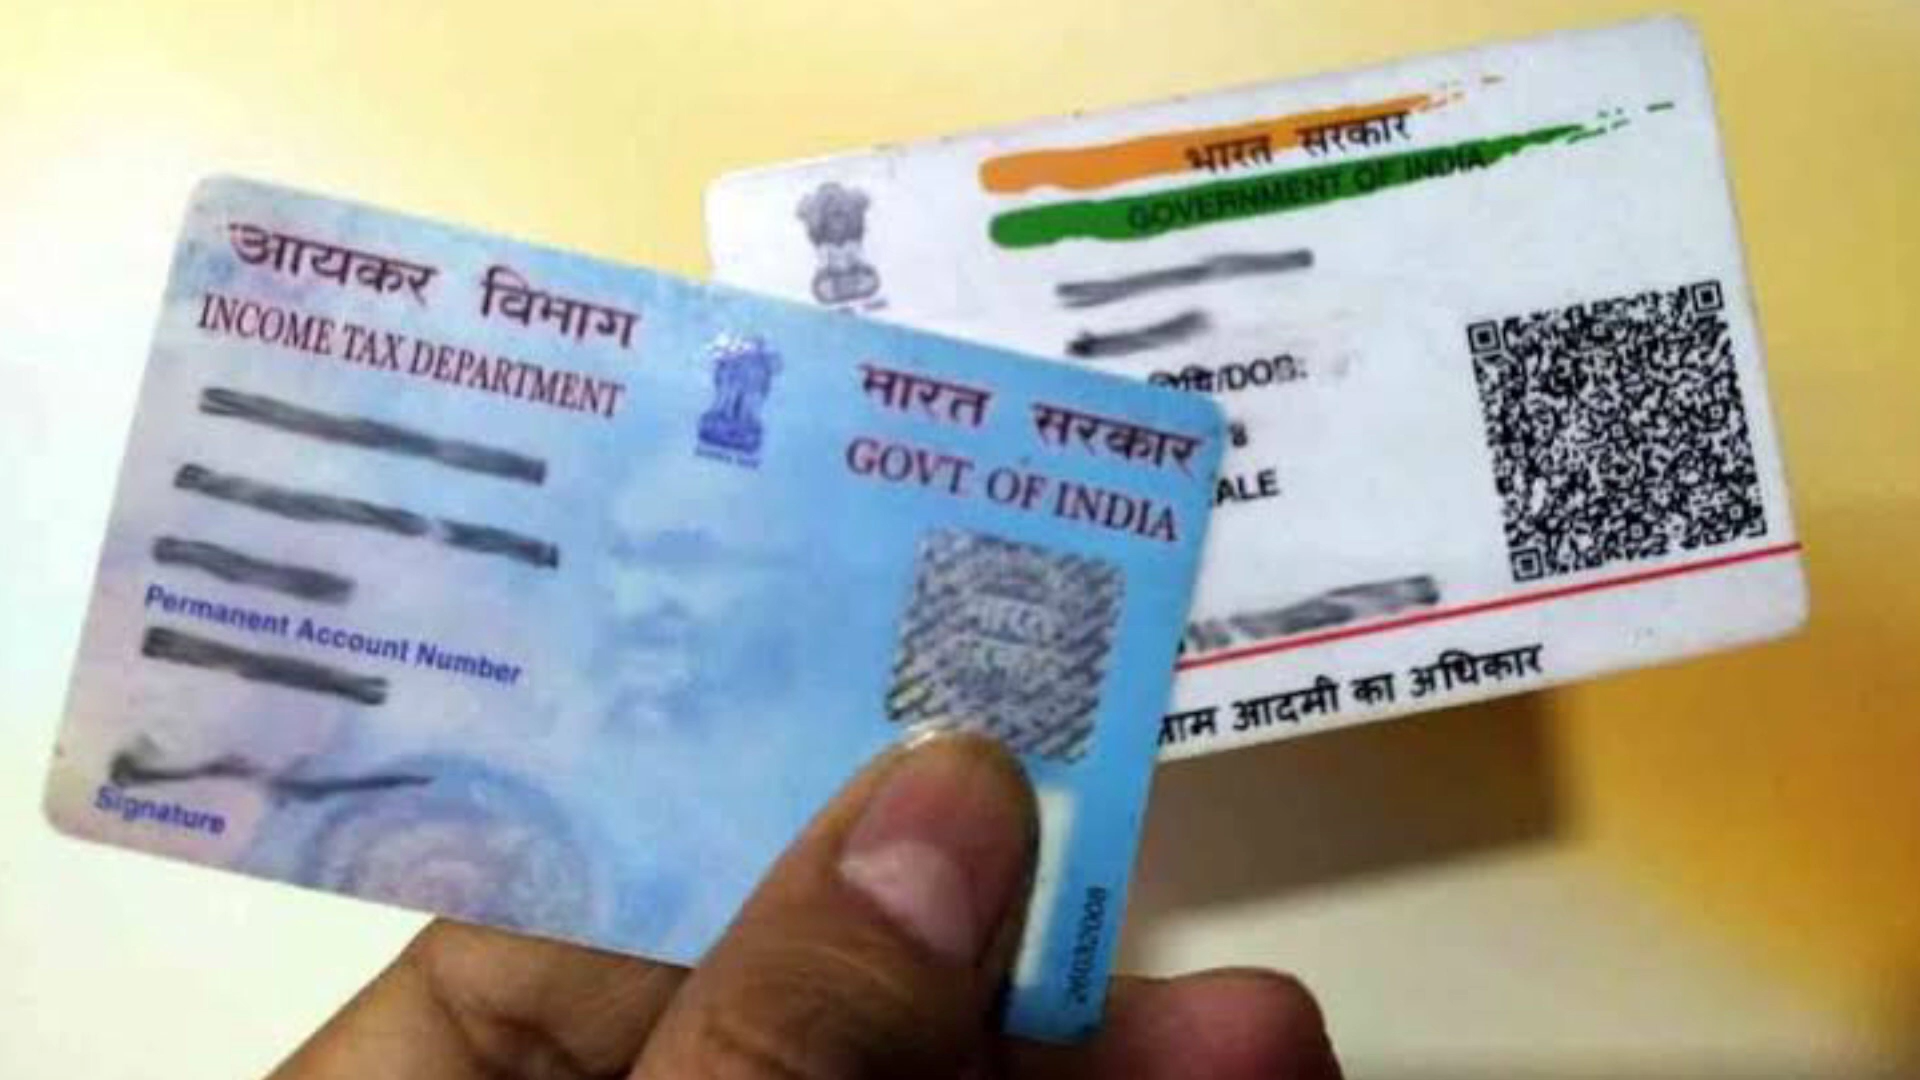 आयकर विभाग
INCOME TAX DEPARTMENT
भारत सरकार
GOVT OF INDIA
Permanent Account Number
Signature
भारत सरकार
GOVERNMENT OF INDIA
/DOB:
ALE
आदमी का अधिकार